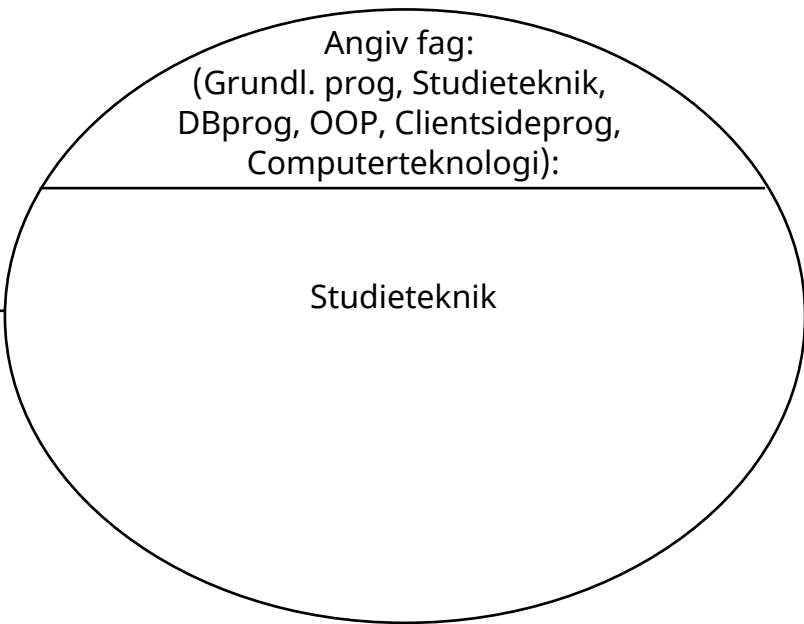 Angiv fag:
(Grundl. prog, Studieteknik,
DBprog, OOP, Clientsideprog,
Computerteknologi):
Studieteknik